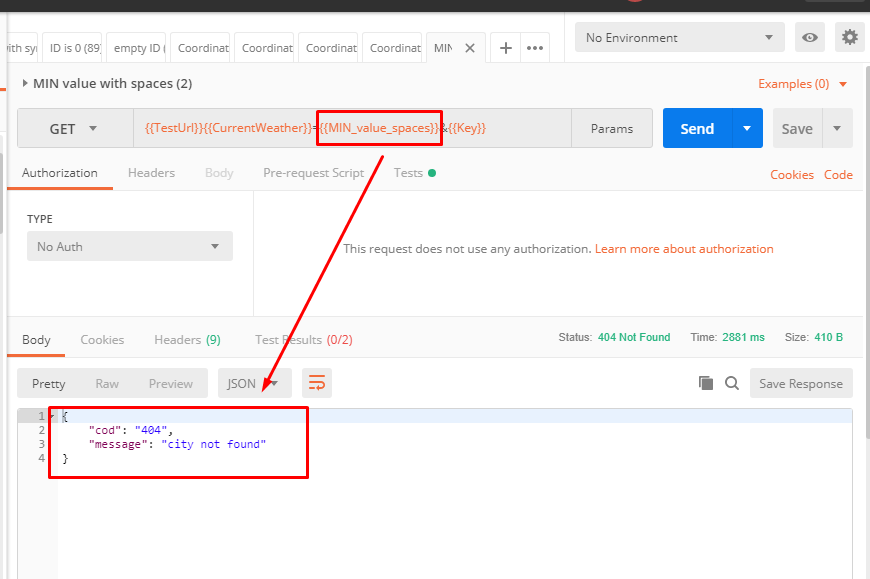 with syn
ID is 0 (89
empty ID (
Coordinat
Coordinat
Coordinat
Coordinat
MIN
No Environment
MIN value with spaces (2)
Examples (0)
GET
{{TestUrl}}{{CurrentWeather}}={{MIN_value_spaces}}&{{Key}}
Params
Send
Save
Authorization
Headers
Body
Pre-request Script
Tests
Cookies
Code
TYPE
No Auth
This request does not use any authorization. Learn more about authorization
Body
Cookies
Headers (9)
Test Results (0/2)
Status: 404 Not Found
Time: 2881 ms
Size: 410 B
Pretty
Raw
Preview
JSON
Save Response
1 {
2 "cod": "404",
3 "message": "city not found"
4 }